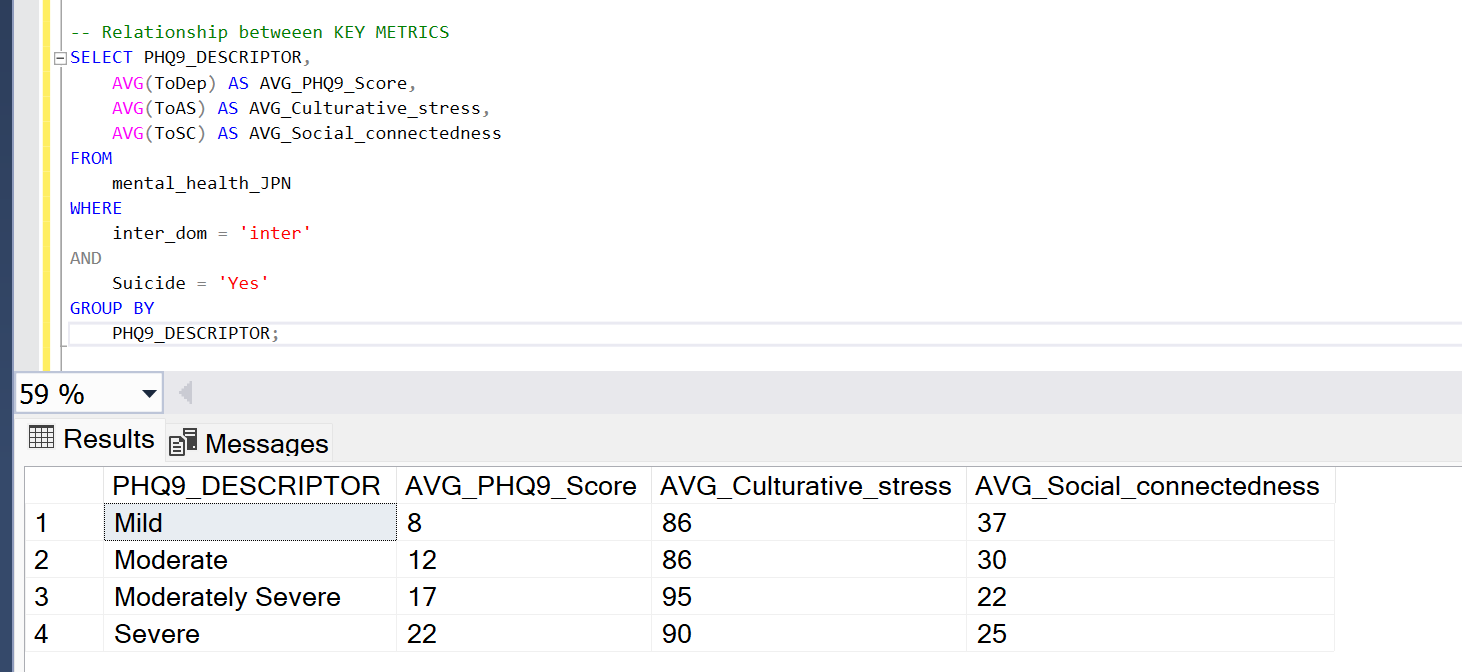 -- Relationship betweeen KEY METRICS
SELECT PHQ9_DESCRIPTOR,
AVG(ToDep) AS AVG_PHQ9_Score,
AVG(ToAS) AS AVG_Culturative_stress,
AVG(ToSC) AS AVG_Social_connectedness
FROM
mental_health_JPN
WHERE
inter_dom = 'inter'
AND
Suicide = 'Yes'
GROUP BY
PHQ9_DESCRIPTOR;
59 %
Results Messages
PHQ9_DESCRIPTOR AVG_PHQ9_Score AVG_Culturative_stress AVG_Social_connectedness
1 Mild 8 86 37
2 Moderate 12 86 30
3 Moderately Severe 17 95 22
4 Severe 22 90 25